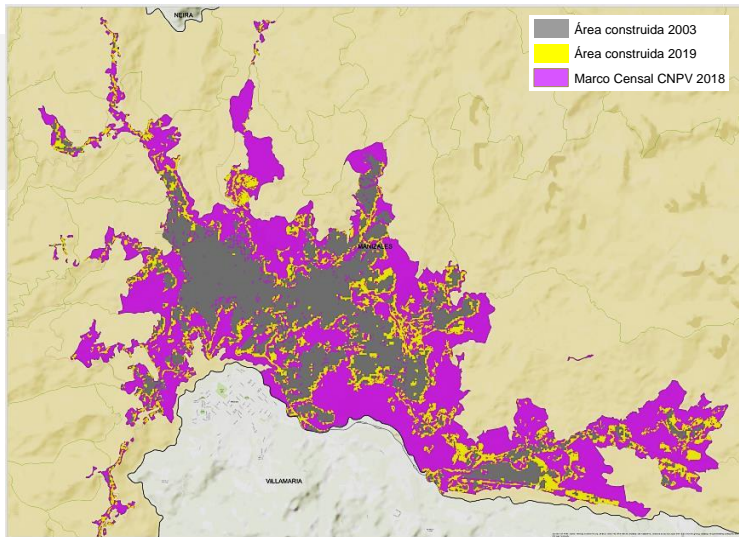 NEIRA
Área construida 2003
Área construida 2019
Marco Censal CNPV 2018
MANIZALES
VILLAMARIA